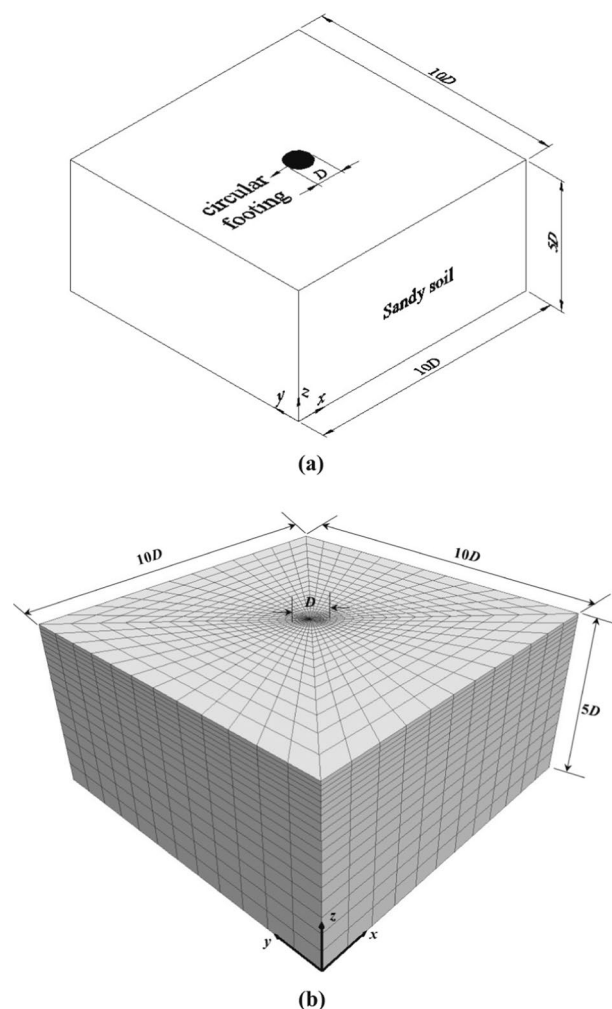 10D
D
circular
footing
5D
Sandy soil
y z x
10D
(a)
10D
10D
D
5D
z
y
x
(b)